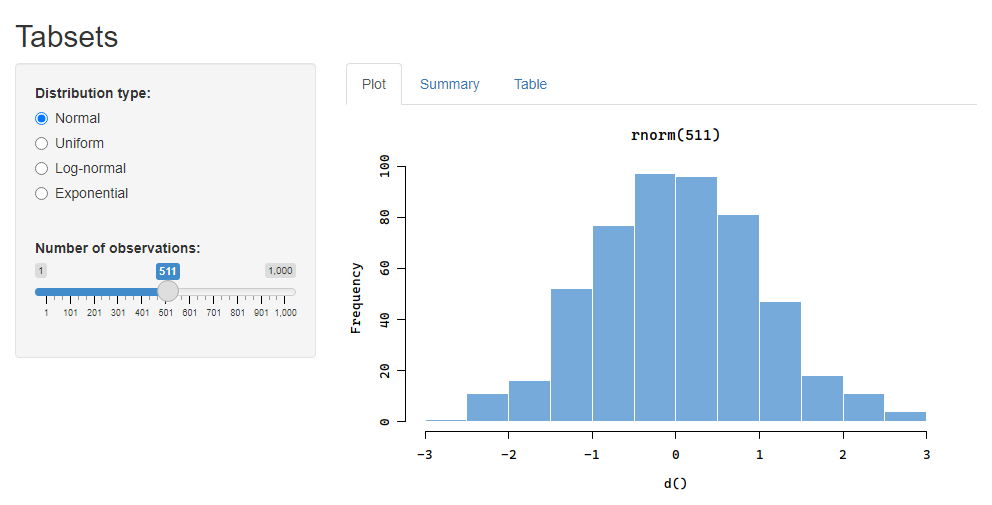 Tabsets
Distribution type:
Normal
Uniform
Log-normal
Exponential
Number of observations:
1 511 1,000
1 101 201 301 401 501 601 701 801 901 1,000
Plot Summary Table
rnorm(511)
Frequency
0 20 40 60 80 100
−3 −2 −1 0 1 2 3
d()